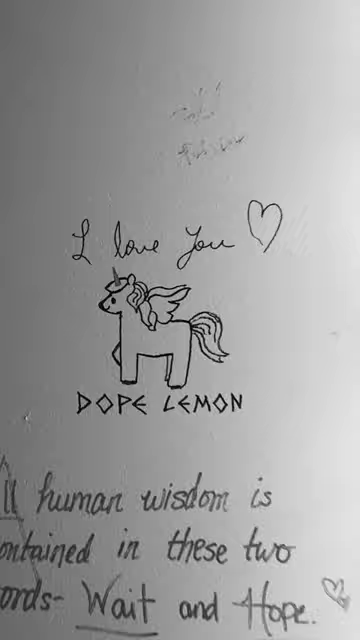 I love You
DOPE LEMON
ll human wisdom is
ontained in these two
ords- Wait and Hope.